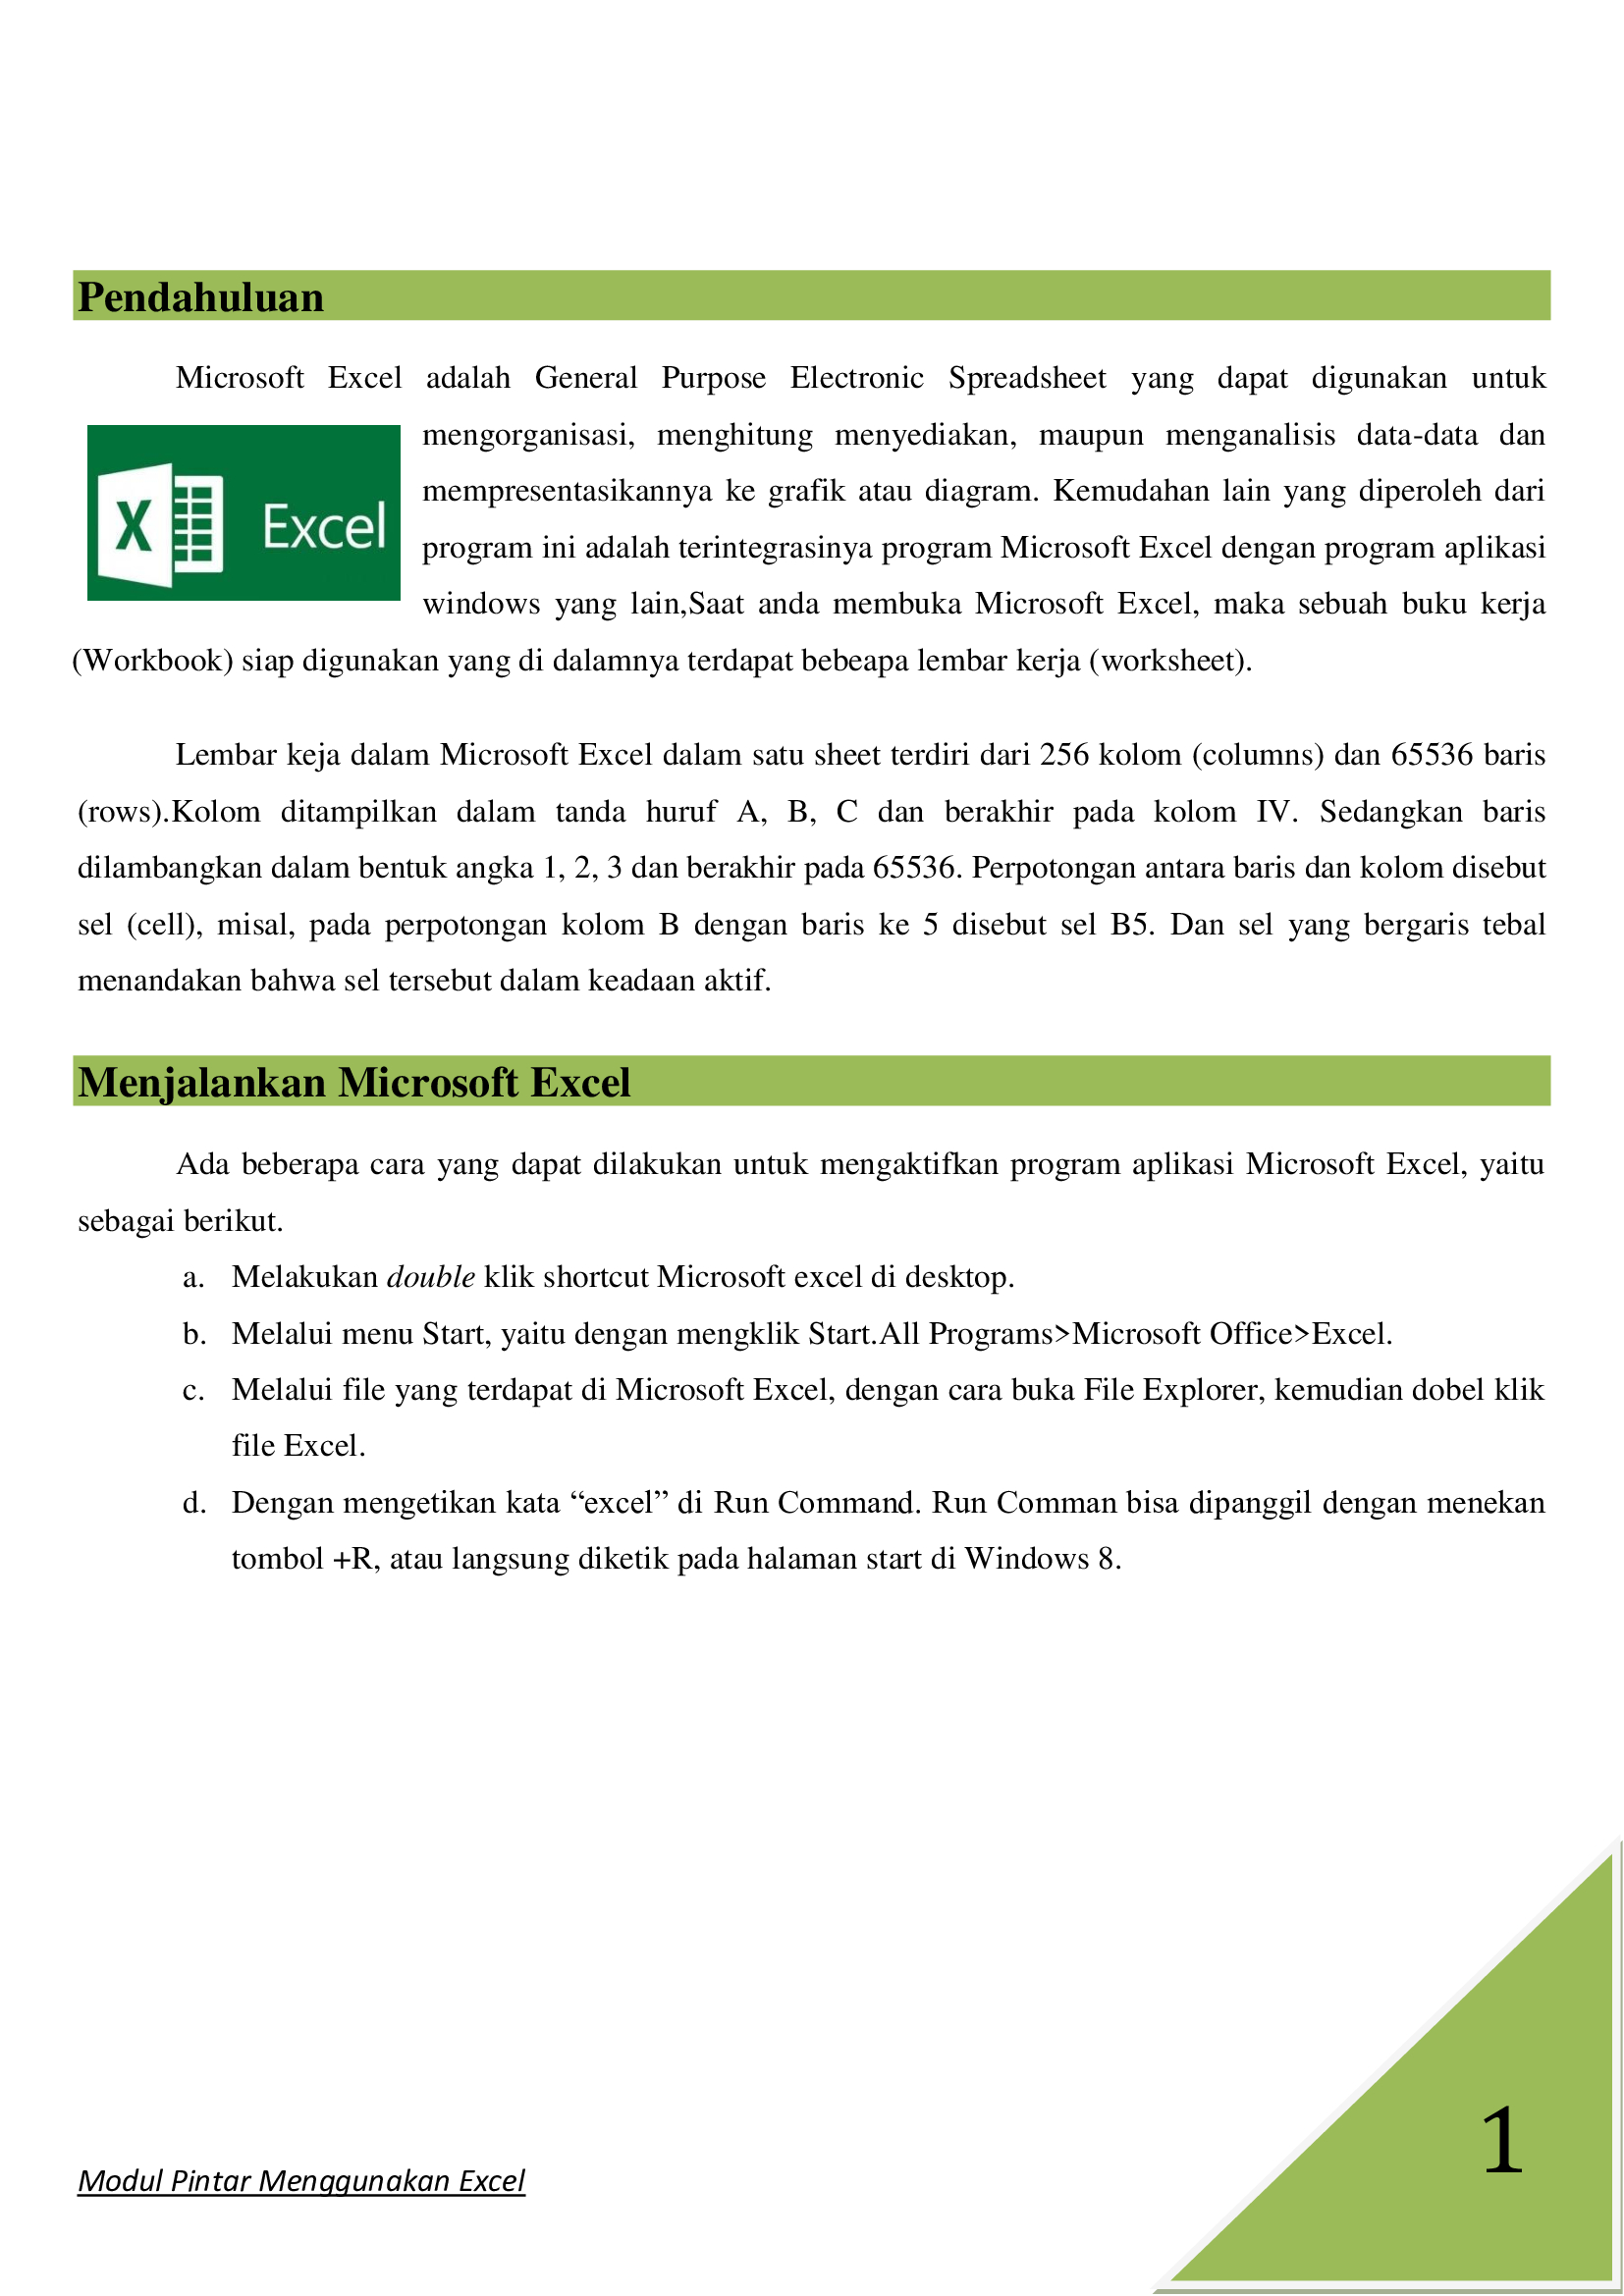 Pendahuluan
Microsoft Excel adalah General Purpose Electronic Spreadsheet yang dapat digunakan untuk
mengorganisasi, menghitung menyediakan, maupun menganalisis data-data dan
mempresentasikannya ke grafik atau diagram. Kemudahan lain yang diperoleh dari
X Excel
program ini adalah terintegrasinya program Microsoft Excel dengan program aplikasi
windows yang lain,Saat anda membuka Microsoft Excel, maka sebuah buku kerja
(Workbook) siap digunakan yang di dalamnya terdapat bebeapa lembar kerja (worksheet).
Lembar keja dalam Microsoft Excel dalam satu sheet terdiri dari 256 kolom (columns) dan 65536 baris
(rows).Kolom ditampilkan dalam tanda huruf A, B, C dan berakhir pada kolom IV. Sedangkan baris
dilambangkan dalam bentuk angka 1, 2, 3 dan berakhir pada 65536. Perpotongan antara baris dan kolom disebut
sel (cell), misal, pada perpotongan kolom B dengan baris ke 5 disebut sel B5. Dan sel yang bergaris tebal
menandakan bahwa sel tersebut dalam keadaan aktif.
Menjalankan Microsoft Excel
Ada beberapa cara yang dapat dilakukan untuk mengaktifkan program aplikasi Microsoft Excel, yaitu
sebagai berikut.
a. Melakukan double klik shortcut Microsoft excel di desktop.
b. Melalui menu Start, yaitu dengan mengklik Start.All Programs>Microsoft Office>Excel.
c. Melalui file yang terdapat di Microsoft Excel, dengan cara buka File Explorer, kemudian dobel klik
file Excel.
d. Dengan mengetikan kata “excel” di Run Command. Run Comman bisa dipanggil dengan menekan
tombol +R, atau langsung diketik pada halaman start di Windows 8.
1
Modul Pintar Menggunakan Excel